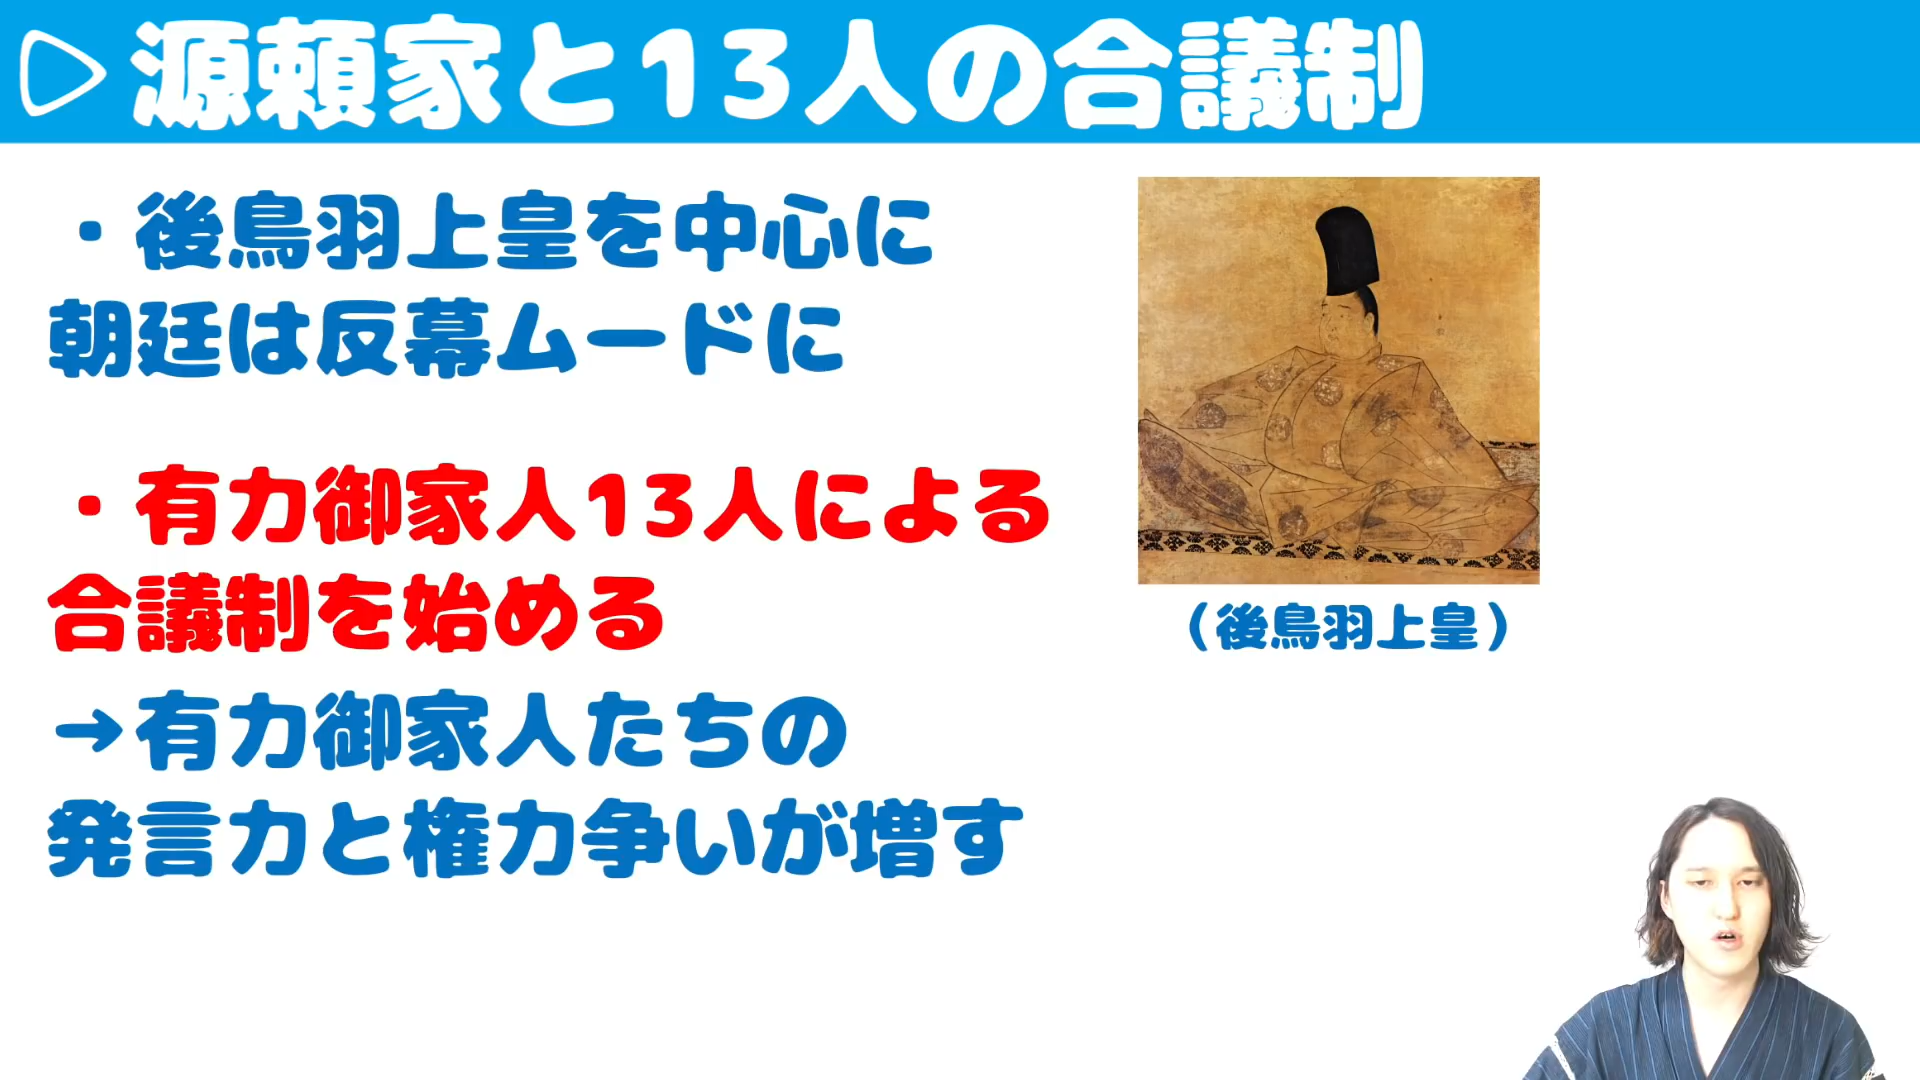 源頼家と13人の合議制
・後鳥羽上皇を中心に
朝廷は反幕ムードに
・有力御家人13人による
合議制を始める
→有力御家人たちの
発言力と権力争いが増す
（後鳥羽上皇）